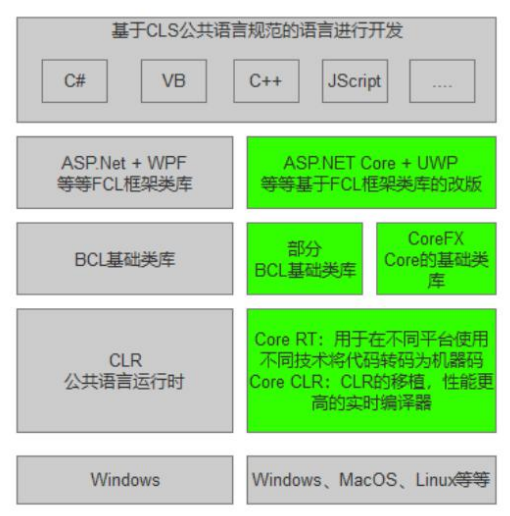 基于CLS公共语言规范的语言进行开发
C#
VB
C++
JScript
....
ASP.Net + WPF
等等FCL框架类库
ASP.NET Core + UWP
等等基于FCL框架类库的改版
BCL基础类库
部分
BCL基础类库
CoreFX
Core的基础类
库
CLR
公共语言运行时
Core RT：用于在不同平台使用
不同技术将代码转码为机器码
Core CLR：CLR的移植，性能更
高的实时编译器
Windows
Windows、MacOS、Linux等等